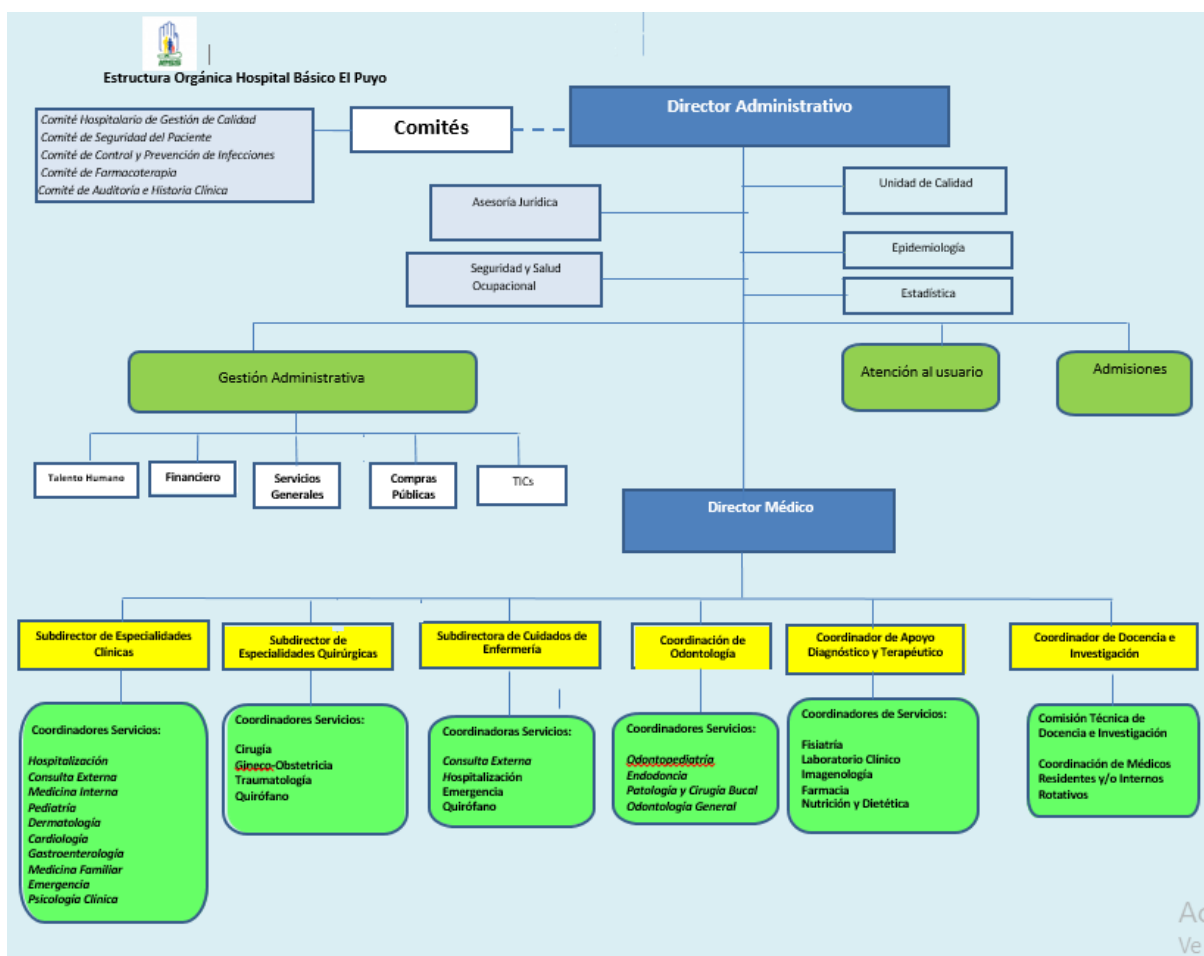 Estructura Orgánica Hospital Básico El Puyo
Director Administrativo
Comités
Comité Hospitalario de Gestión de Calidad
Comité de Seguridad del Paciente
Comité de Control y Prevención de Infecciones
Comité de Farmacoterapia
Comité de Auditoría e Historia Clínica
Unidad de Calidad
Asesoría Jurídica
Epidemiología
Seguridad y Salud
Ocupacional
Estadística
Gestión Administrativa
Atención al usuario
Admisiones
Talento Humano
Financiero
Servicios
Generales
Compras
Públicas
TICs
Director Médico
Subdirector de Especialidades
Clínicas
Subdirector de
Especialidades Quirúrgicas
Subdirectora de Cuidados de
Enfermería
Coordinación de
Odontología
Coordinador de Apoyo
Diagnóstico y Terapéutico
Coordinador de Docencia e
Investigación
Coordinadores Servicios:
Hospitalización
Consulta Externa
Medicina Interna
Pediatría
Dermatología
Cardiología
Gastroenterología
Medicina Familiar
Emergencia
Psicología Clínica
Coordinadores Servicios:
Cirugía
Gineco-Obstetricia
Traumatología
Quirófano
Coordinadoras Servicios:
Consulta Externa
Hospitalización
Emergencia
Quirófano
Coordinadores Servicios:
Odontopediatría
Endodoncia
Patología y Cirugía Bucal
Odontología General
Coordinadores de Servicios:
Fisiatría
Laboratorio Clínico
Imagenología
Farmacia
Nutrición y Dietética
Comisión Técnica de
Docencia e Investigación
Coordinación de Médicos
Residentes y/o Internos
Rotativos
Ac
Ve